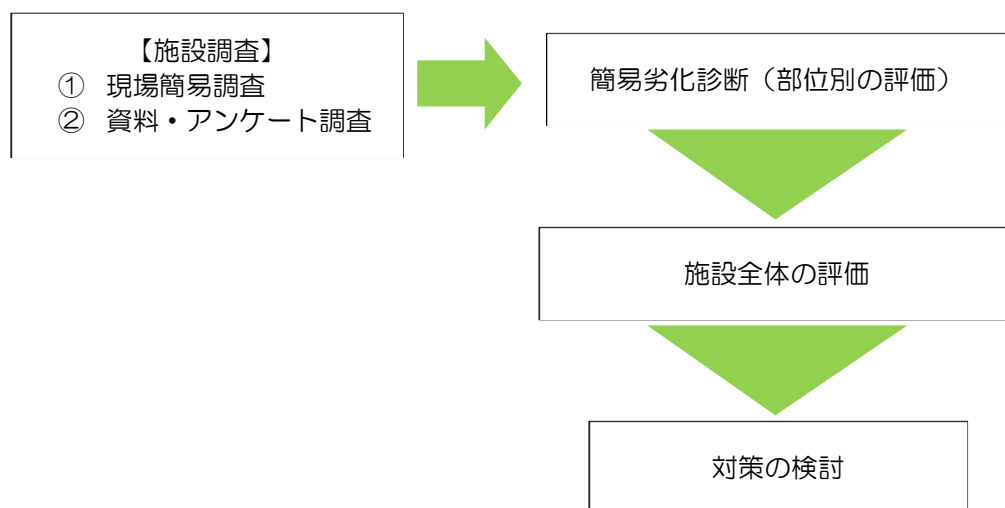 【施設調査】
① 現場簡易調査
② 資料・アンケート調査
簡易劣化診断（部位別の評価）
施設全体の評価
対策の検討